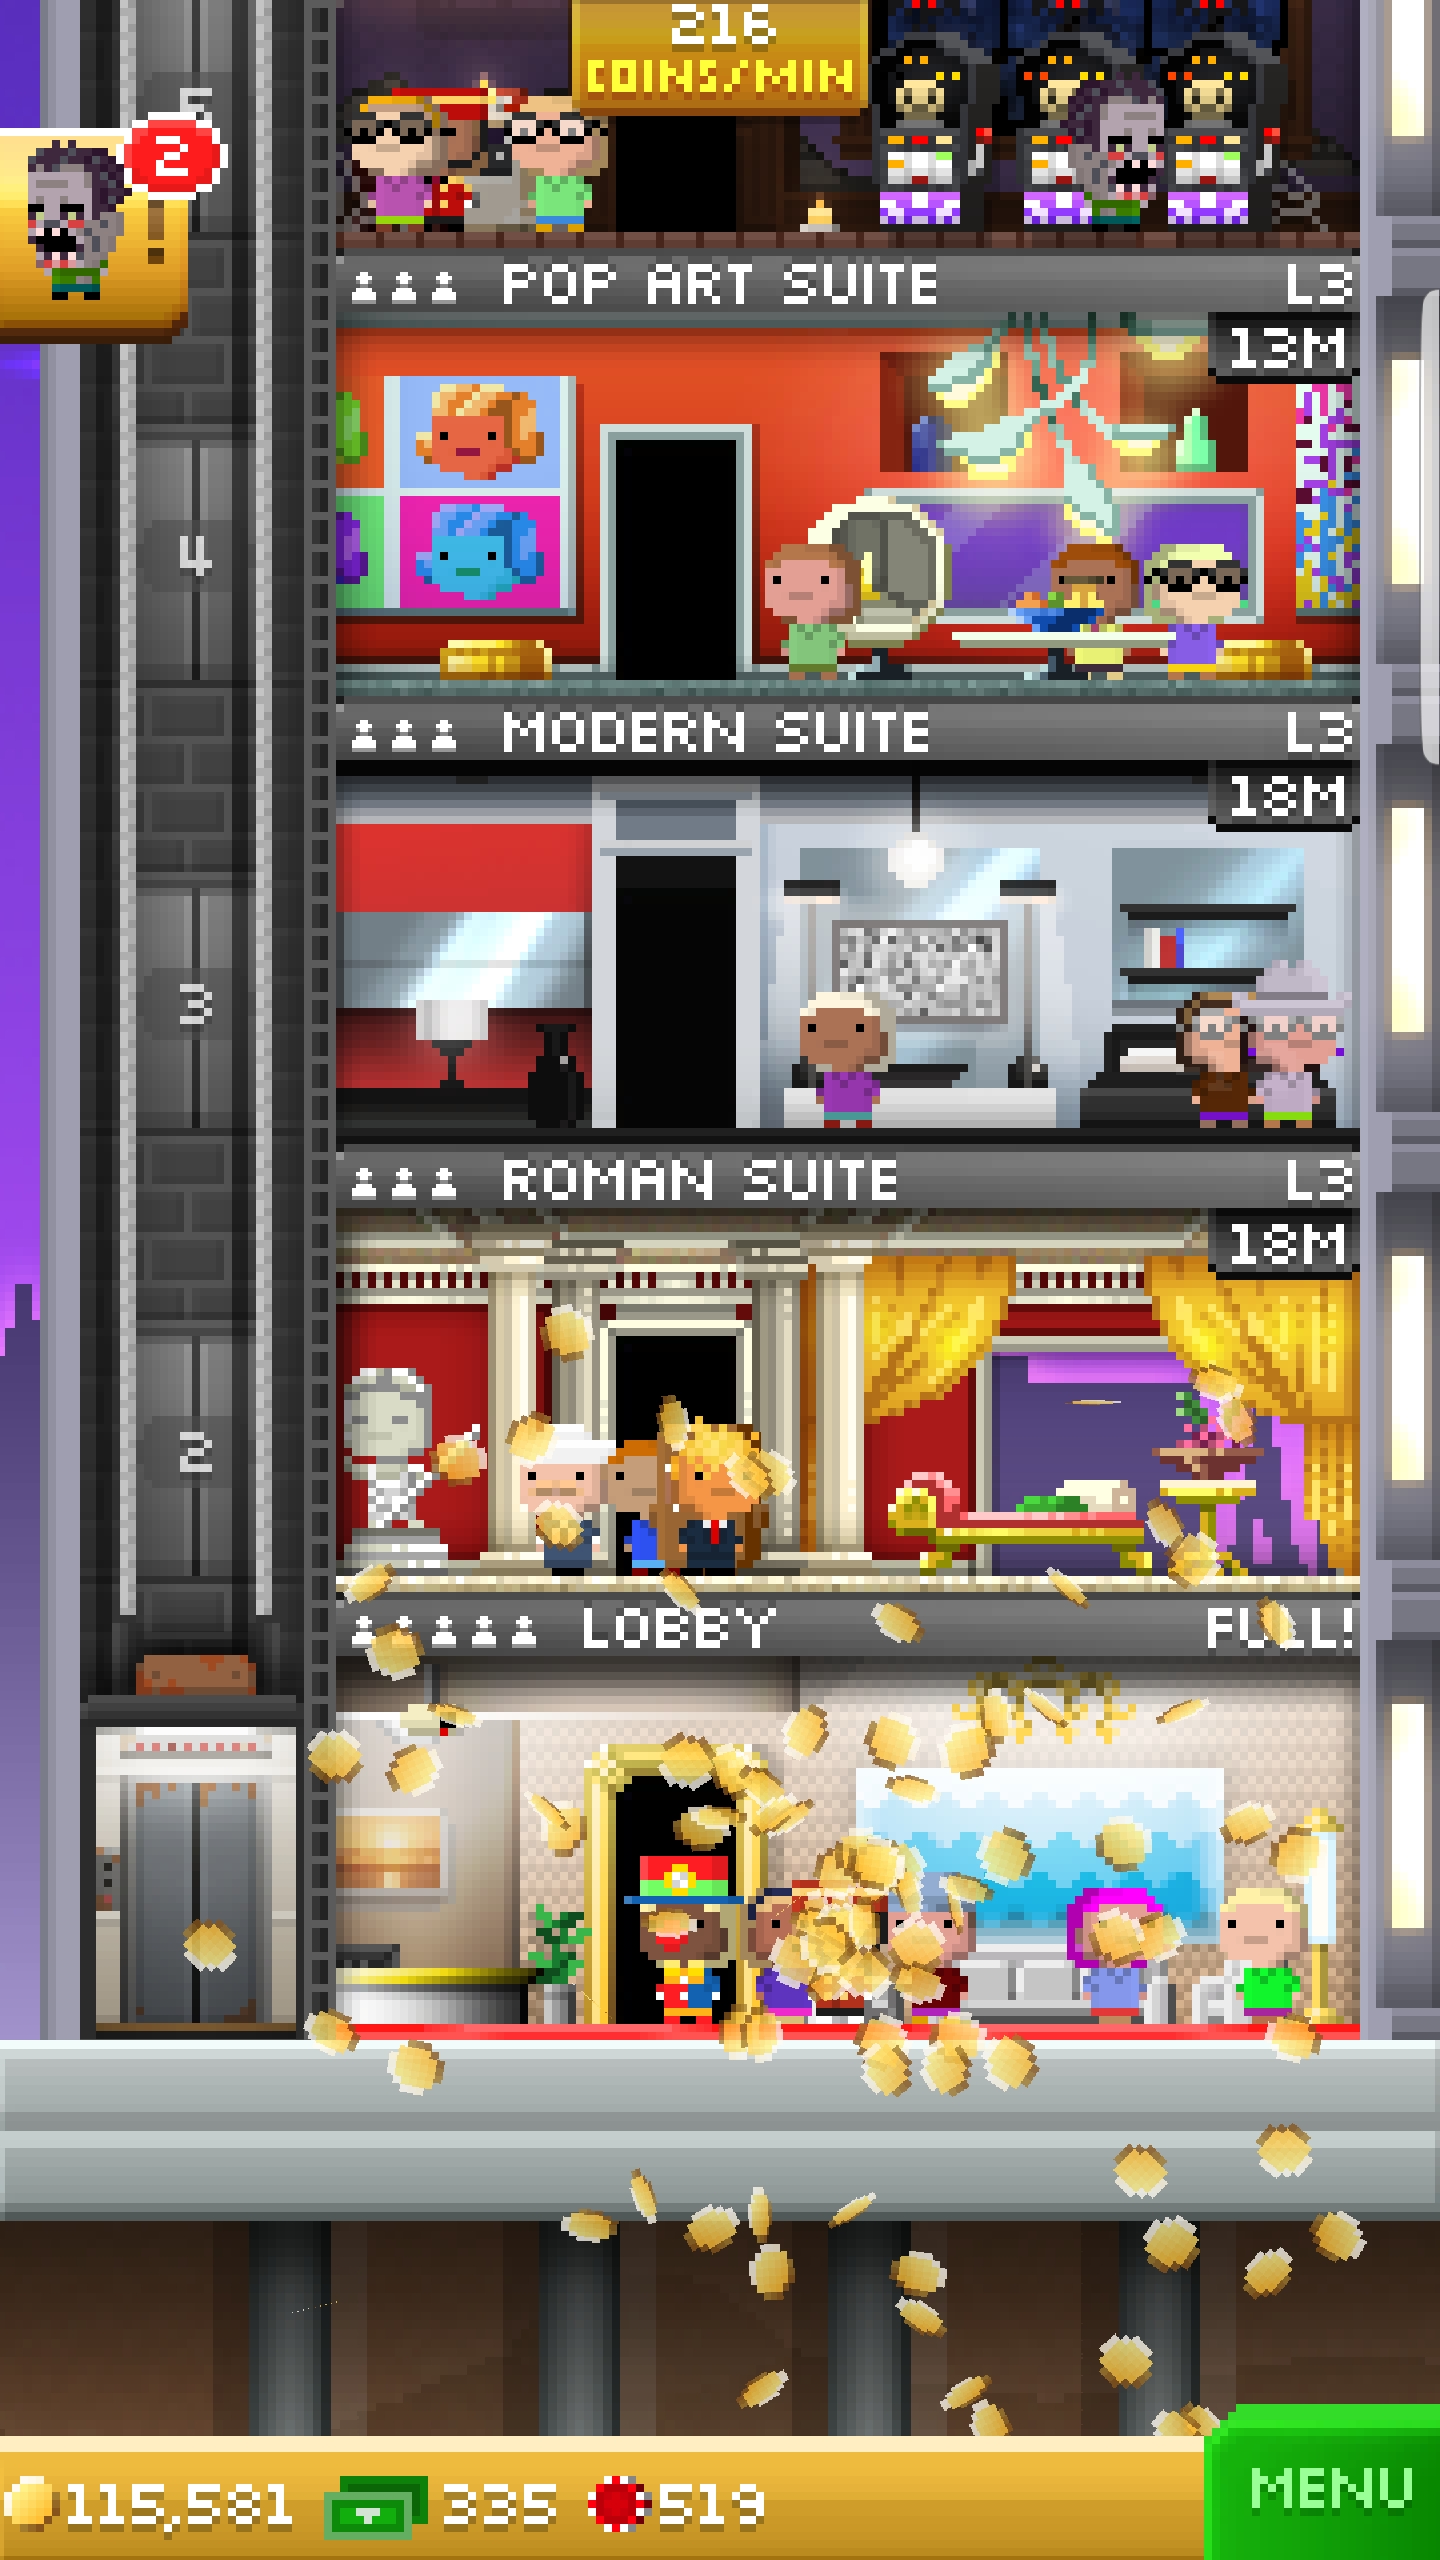 216
COINS/MIN
5
2
!
POP ART SUITE L3
13M
4
MODERN SUITE L3
18M
3
ROMAN SUITE L3
18M
2
LOBBY FULL!
115,581 335 519
MENU